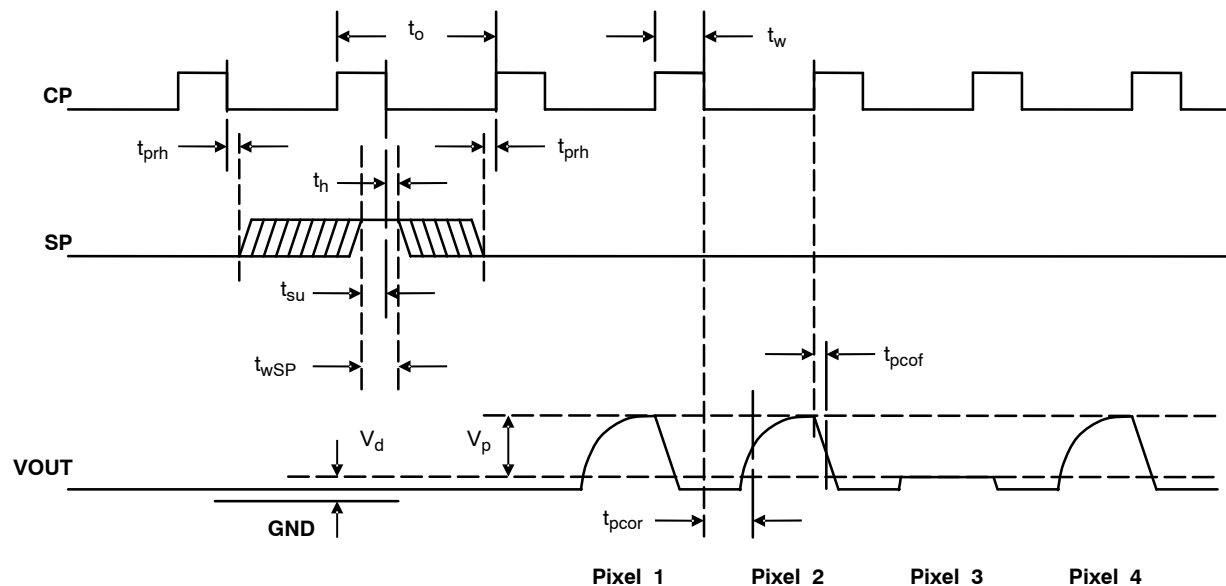 t_o
t_w
CP
t_prh
t_prh
t_h
SP
t_su
t_wSP
t_pcof
V_d
V_p
VOUT
t_pcor
GND
Pixel 1
Pixel 2
Pixel 3
Pixel 4